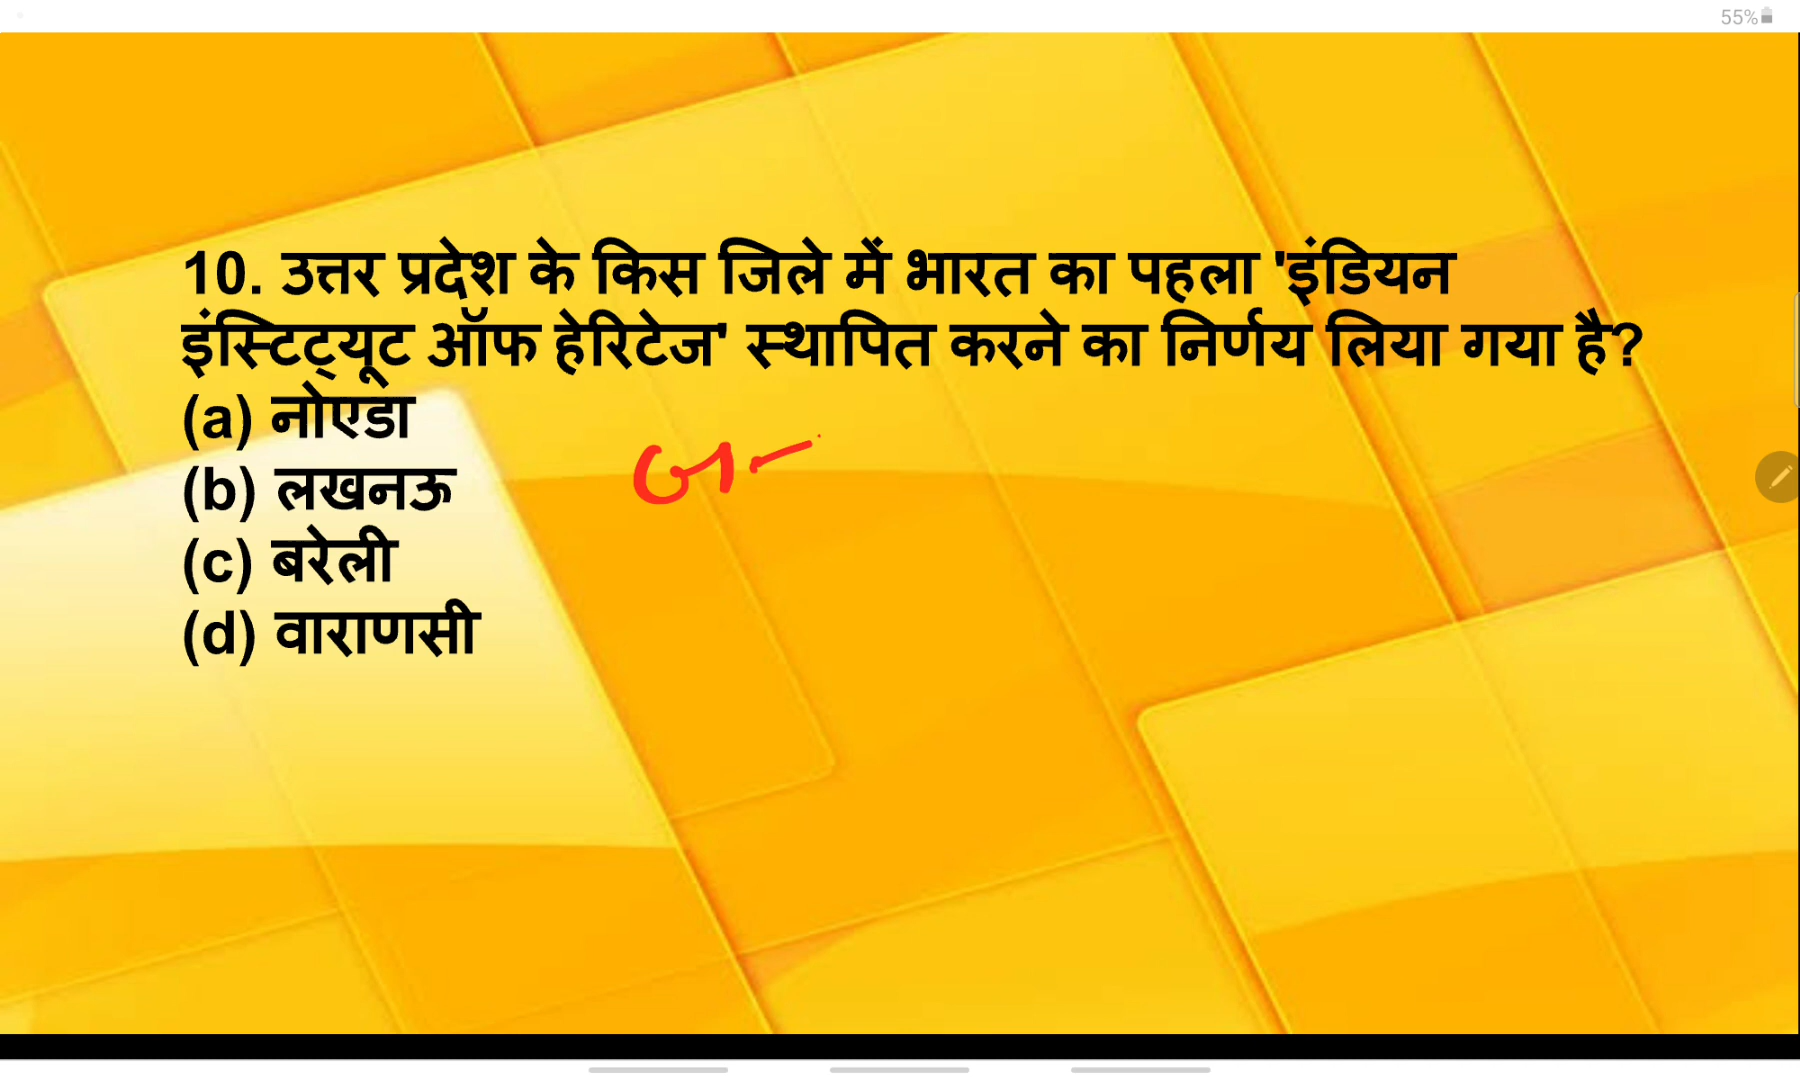 55%
10. उत्तर प्रदेश के किस जिले में भारत का पहला 'इंडियन
इंस्टिट्यूट ऑफ हेरिटेज' स्थापित करने का निर्णय लिया गया है?
(a) नोएडा
(b) लखनऊ
(c) बरेली
(d) वाराणसी